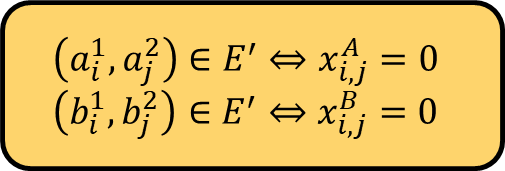 (a_i^1, a_j^2) ∈ E′ ⇔ x_{i,j}^A = 0
(b_i^1, b_j^2) ∈ E′ ⇔ x_{i,j}^B = 0